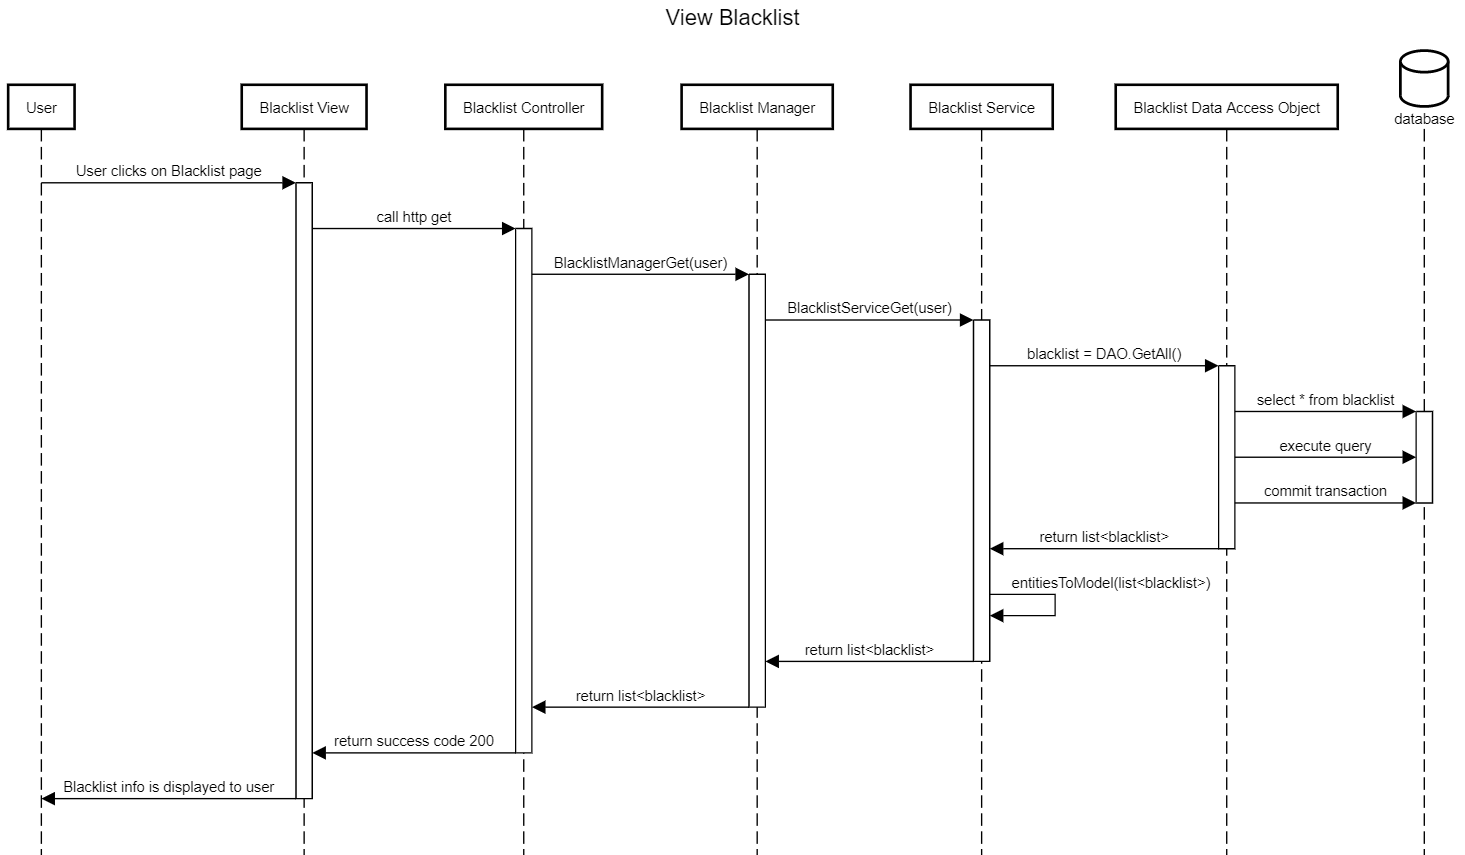 View Blacklist
User
Blacklist View
Blacklist Controller
Blacklist Manager
Blacklist Service
Blacklist Data Access Object
database
User clicks on Blacklist page
call http get
BlacklistManagerGet(user)
BlacklistServiceGet(user)
blacklist = DAO.GetAll()
select * from blacklist
execute query
commit transaction
return list<blacklist>
entitiesToModel(list<blacklist>)
return list<blacklist>
return list<blacklist>
return success code 200
Blacklist info is displayed to user